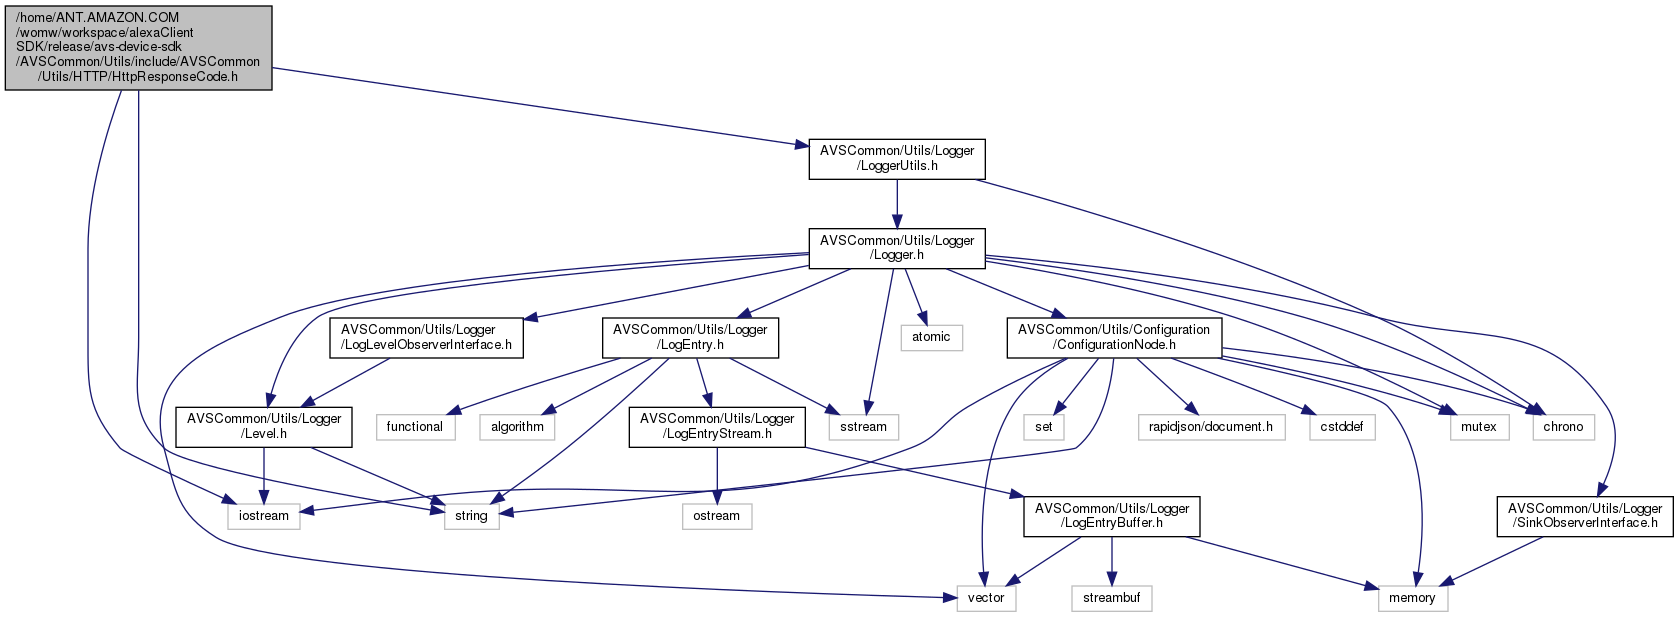 /home/ANT.AMAZON.COM
/womw/workspace/alexaClient
SDK/release/avs-device-sdk
/AVSCommon/Utils/include/AVSCommon
/Utils/HTTP/HttpResponseCode.h
AVSCommon/Utils/Logger
/LoggerUtils.h
AVSCommon/Utils/Logger
/Logger.h
AVSCommon/Utils/Logger
/LogLevelObserverInterface.h
AVSCommon/Utils/Logger
/LogEntry.h
atomic
AVSCommon/Utils/Configuration
/ConfigurationNode.h
AVSCommon/Utils/Logger
/Level.h
functional
algorithm
AVSCommon/Utils/Logger
/LogEntryStream.h
sstream
set
rapidjson/document.h
cstddef
mutex
chrono
iostream
string
ostream
AVSCommon/Utils/Logger
/LogEntryBuffer.h
AVSCommon/Utils/Logger
/SinkObserverInterface.h
vector
streambuf
memory